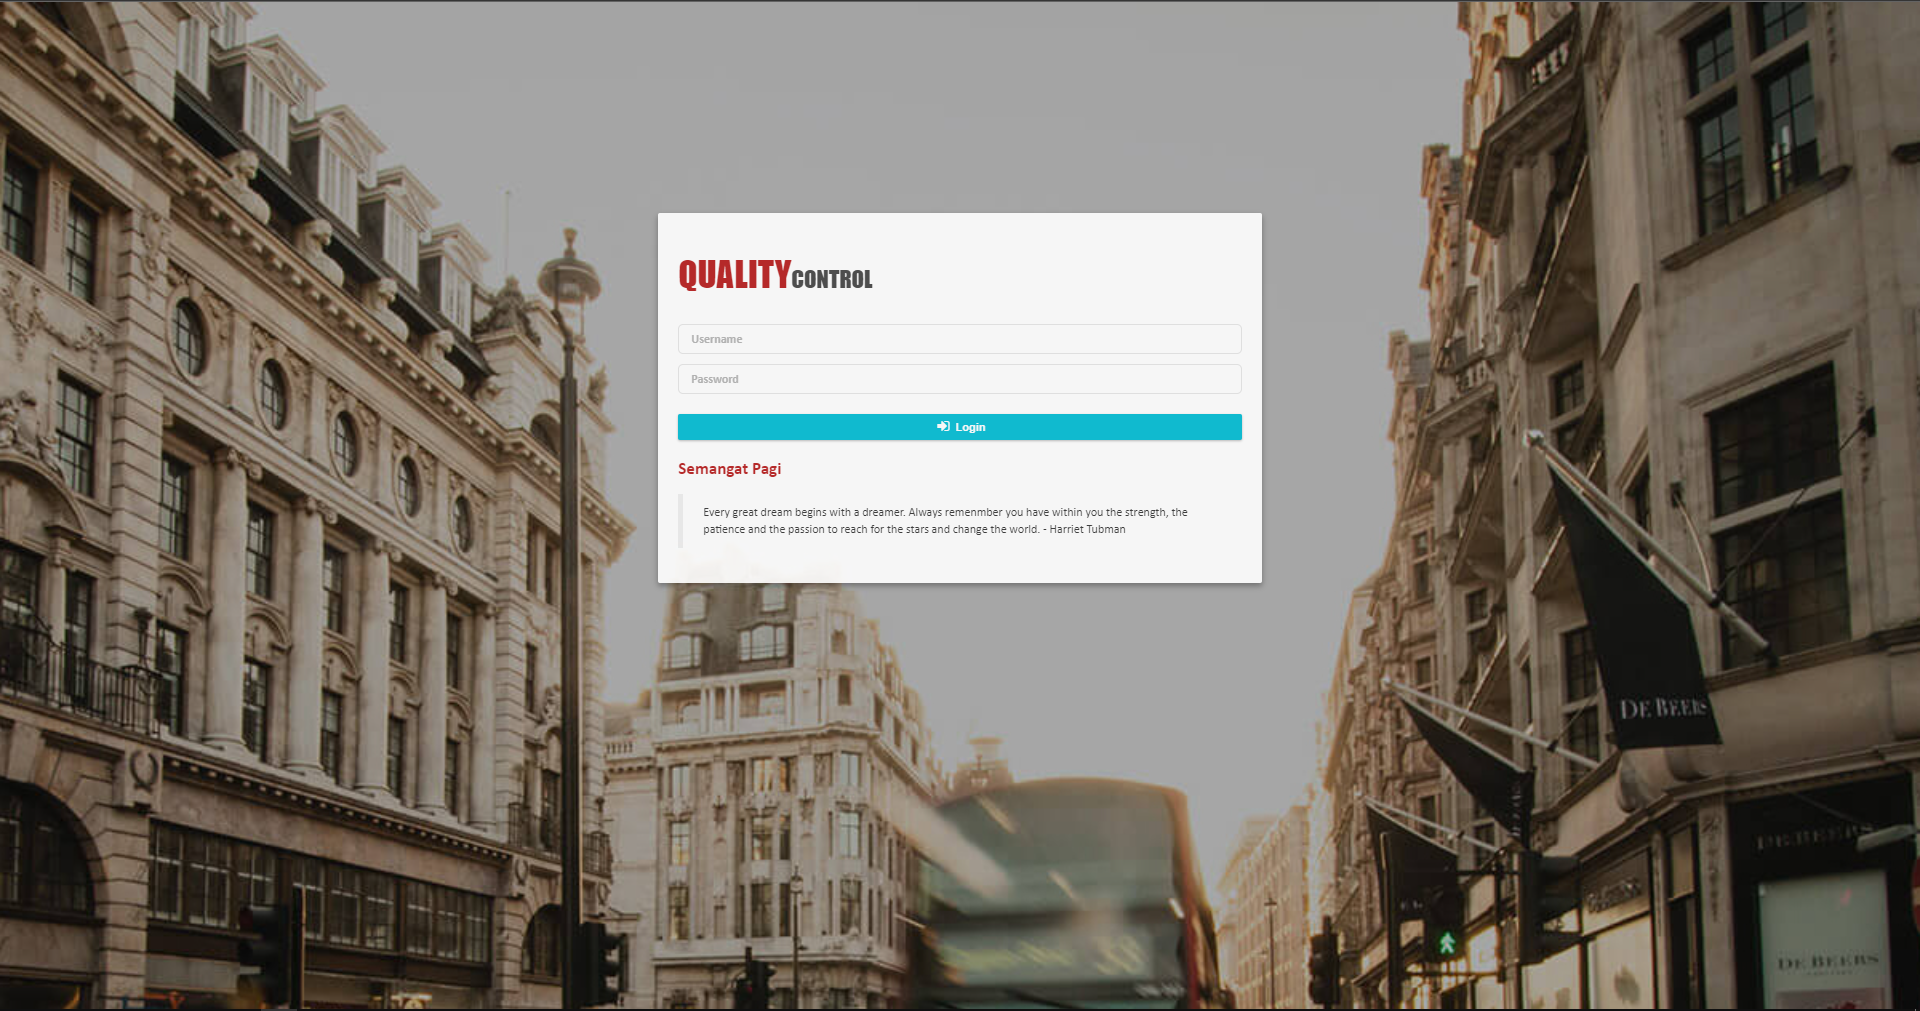 QUALITYCONTROL
Username
Password
Login
Semangat Pagi
Every great dream begins with a dreamer. Always remenmber you have within you the strength, the
patience and the passion to reach for the stars and change the world. - Harriet Tubman
DE BEERS
DE BEERS
DE BEERS